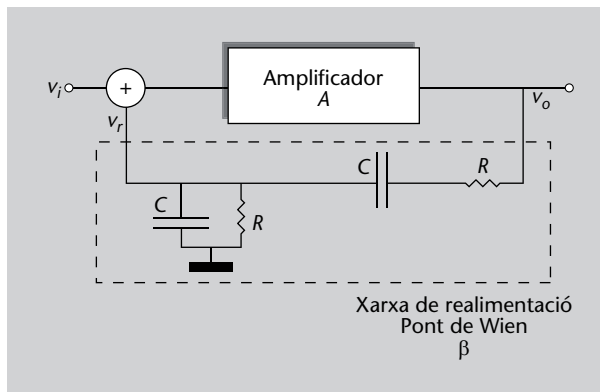 Amplificador
A
vi
+
vo
vr
C
R
C
R
Xarxa de realimentació
Pont de Wien
β